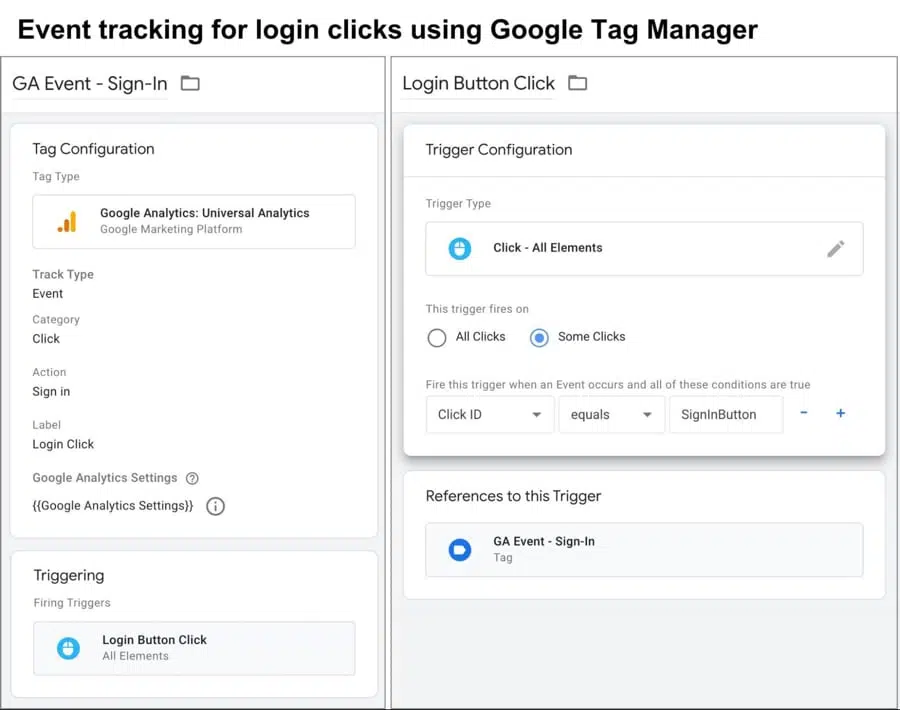 Event tracking for login clicks using Google Tag Manager
GA Event - Sign-In
Tag Configuration
Tag Type
Google Analytics: Universal Analytics
Google Marketing Platform
Track Type
Event
Category
Click
Action
Sign in
Label
Login Click
Google Analytics Settings
{{Google Analytics Settings}}
Triggering
Firing Triggers
Login Button Click
All Elements
Login Button Click
Trigger Configuration
Trigger Type
Click - All Elements
This trigger fires on
All Clicks Some Clicks
Fire this trigger when an Event occurs and all of these conditions are true
Click ID equals SignInButton - +
References to this Trigger
GA Event - Sign-In
Tag